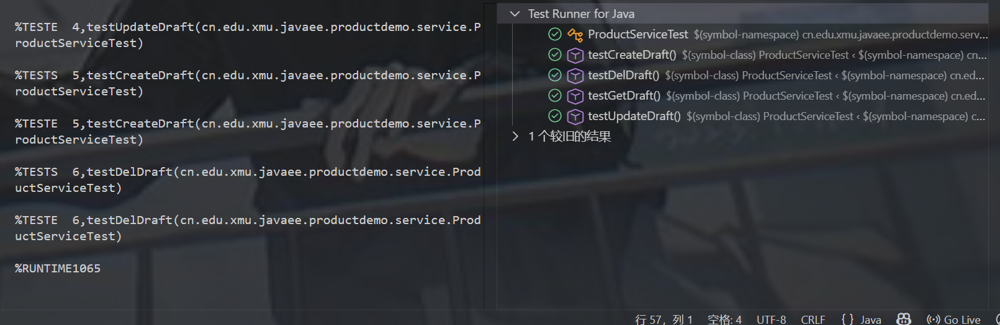 %TESTE  4,testUpdateDraft(cn.edu.xmu.javaee.productdemo.service.P
roductServiceTest)
%TESTS  5,testCreateDraft(cn.edu.xmu.javaee.productdemo.service.P
roductServiceTest)
%TESTE  5,testCreateDraft(cn.edu.xmu.javaee.productdemo.service.P
roductServiceTest)
%TESTS  6,testDelDraft(cn.edu.xmu.javaee.productdemo.service.Prod
uctServiceTest)
%TESTE  6,testDelDraft(cn.edu.xmu.javaee.productdemo.service.Prod
uctServiceTest)
%RUNTIME1065
Test Runner for Java
ProductServiceTest $(symbol-namespace) cn.edu.xmu.javaee.productdemo.serv...
testCreateDraft() $(symbol-class) ProductServiceTest ‹ $(symbol-namespace) cn...
testDelDraft() $(symbol-class) ProductServiceTest ‹ $(symbol-namespace) cn.ed...
testGetDraft() $(symbol-class) ProductServiceTest ‹ $(symbol-namespace) cn.ed...
testUpdateDraft() $(symbol-class) ProductServiceTest ‹ $(symbol-namespace) c...
1 个较旧的结果
行 57，列 1 空格: 4 UTF-8 CRLF { } Java Go Live